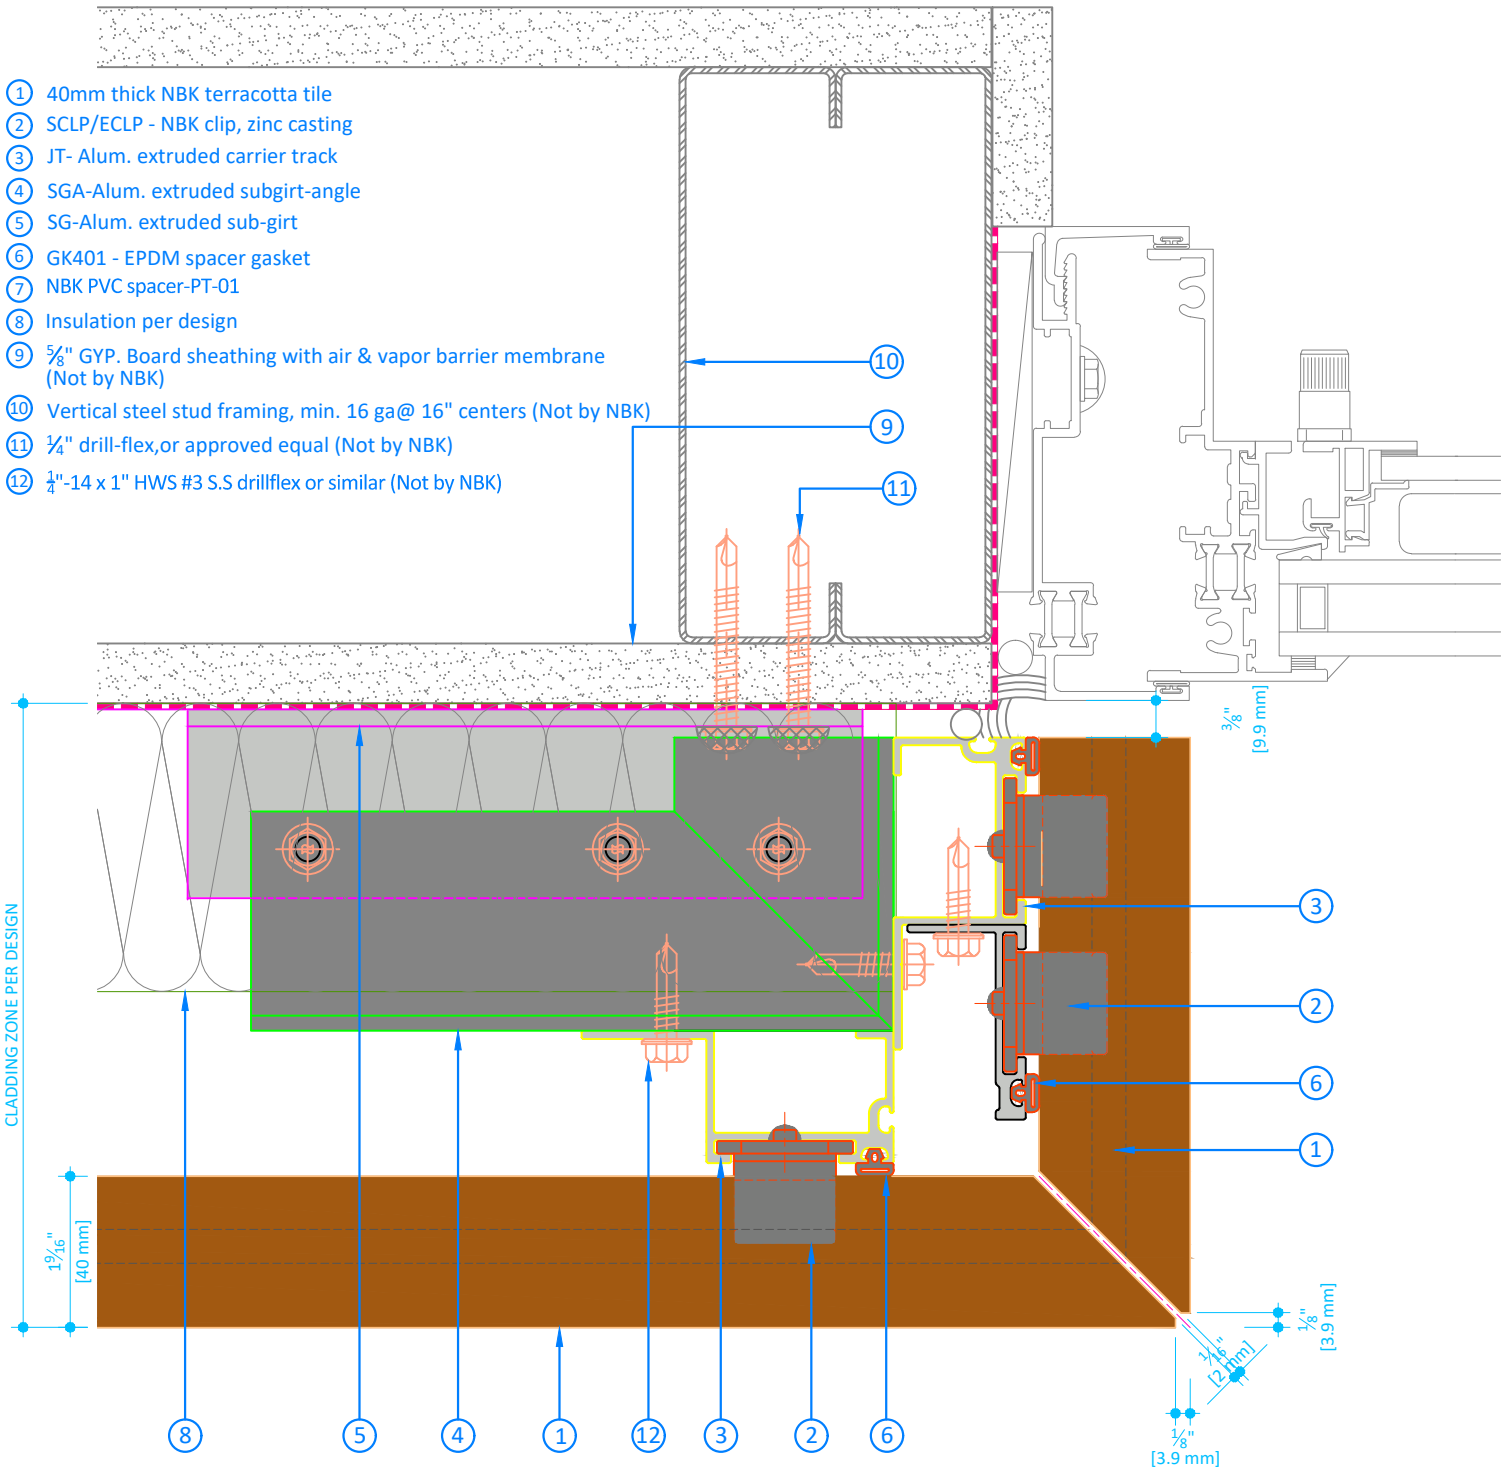 1 40mm thick NBK terracotta tile
2 SCLP/ECLP - NBK clip, zinc casting
3 JT- Alum. extruded carrier track
4 SGA-Alum. extruded subgirt-angle
5 SG-Alum. extruded sub-girt
6 GK401 - EPDM spacer gasket
7 NBK PVC spacer-PT-01
8 Insulation per design
9 5/8" GYP. Board sheathing with air & vapor barrier membrane
(Not by NBK)
10 Vertical steel stud framing, min. 16 ga@ 16" centers (Not by NBK)
11 1/4" drill-flex,or approved equal (Not by NBK)
12 1/4"-14 x 1" HWS #3 S.S drillflex or similar (Not by NBK)
10
9
11
3/8"
[9.9 mm]
3
2
6
1
CLADDING ZONE PER DESIGN
1 9/16"
[40 mm]
1/8"
[3.9 mm]
1/16"
[2 mm]
1/8"
[3.9 mm]
8
5
4
1
12
3
2
6